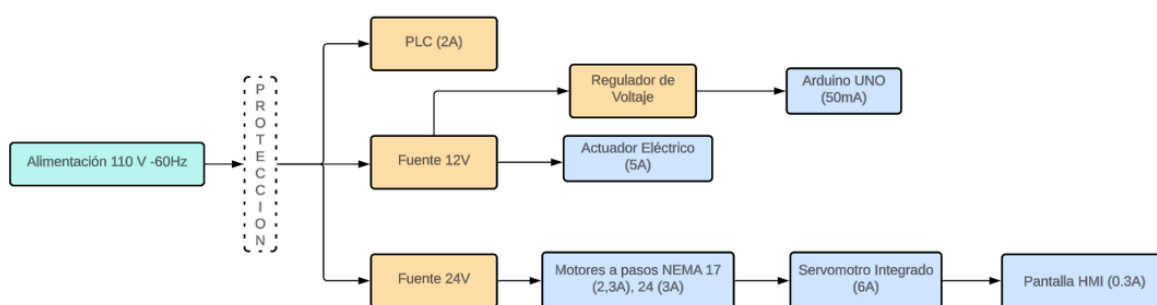 PLC (2A)
Regulador de
Voltaje
Arduino UNO
(50mA)
PROTECCION
Alimentación 110 V -60Hz
Fuente 12V
Actuador Eléctrico
(5A)
Fuente 24V
Motores a pasos NEMA 17
(2,3A), 24 (3A)
Servomotro Integrado
(6A)
Pantalla HMI (0.3A)